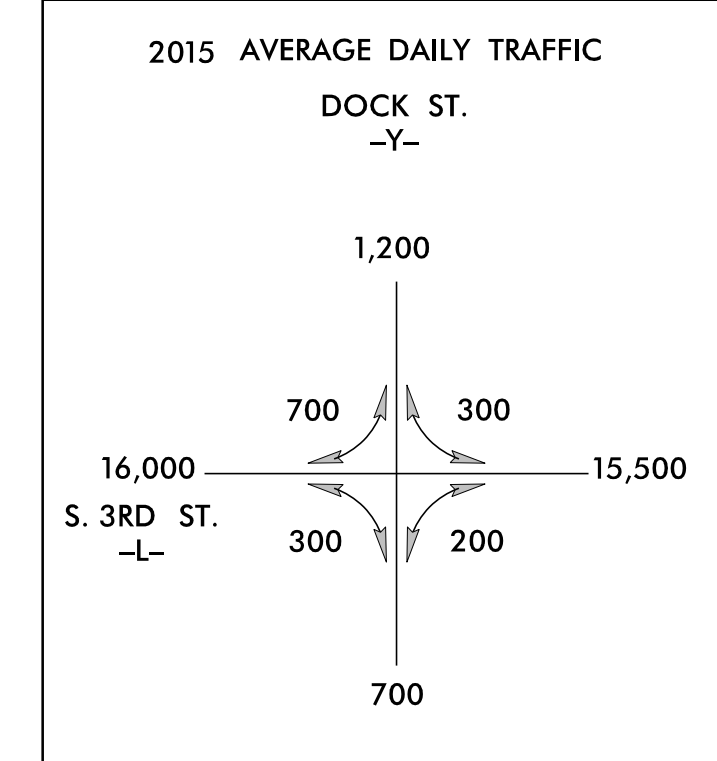 2015 AVERAGE DAILY TRAFFIC
DOCK ST.
–Y–
1,200
700 300
16,000 15,500
S. 3RD ST.
–L–
300 200
700